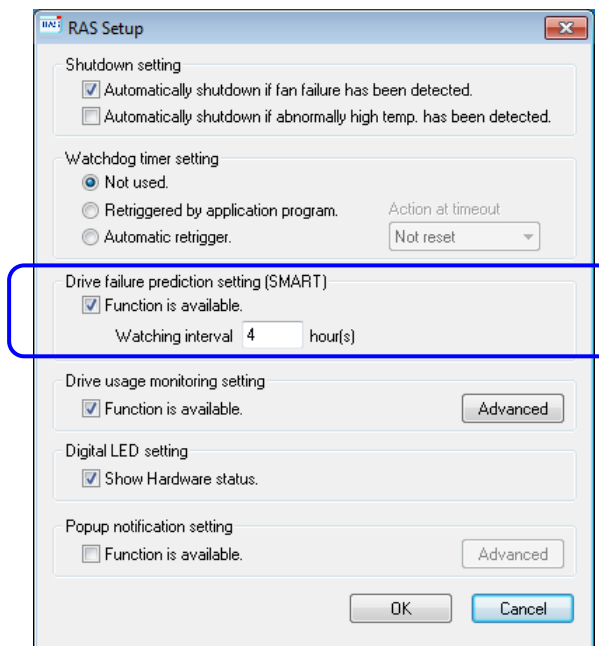 RAS RAS Setup
Shutdown setting
Automatically shutdown if fan failure has been detected.
Automatically shutdown if abnormally high temp. has been detected.
Watchdog timer setting
Not used.
Retriggered by application program. Action at timeout
Automatic retrigger. Not reset
Drive failure prediction setting (SMART)
Function is available.
Watching interval 4 hour(s)
Drive usage monitoring setting
Function is available. Advanced
Digital LED setting
Show Hardware status.
Popup notification setting
Function is available. Advanced
OK Cancel